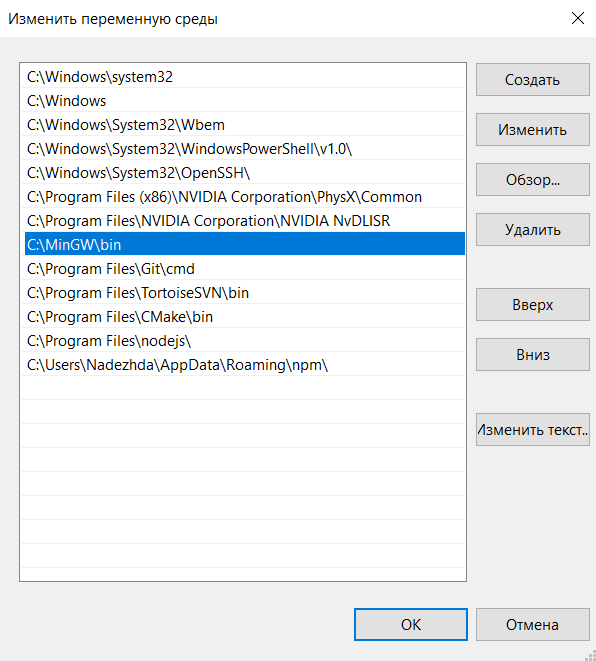 Изменить переменную среды
C:\Windows\system32
C:\Windows
C:\Windows\System32\Wbem
C:\Windows\System32\WindowsPowerShell\v1.0\
C:\Windows\System32\OpenSSH\
C:\Program Files (x86)\NVIDIA Corporation\PhysX\Common
C:\Program Files\NVIDIA Corporation\NVIDIA NvDLISR
C:\MinGW\bin
C:\Program Files\Git\cmd
C:\Program Files\TortoiseSVN\bin
C:\Program Files\CMake\bin
C:\Program Files\nodejs\
C:\Users\Nadezhda\AppData\Roaming\npm\
Создать
Изменить
Обзор...
Удалить
Вверх
Вниз
Изменить текст..
ОК
Отмена